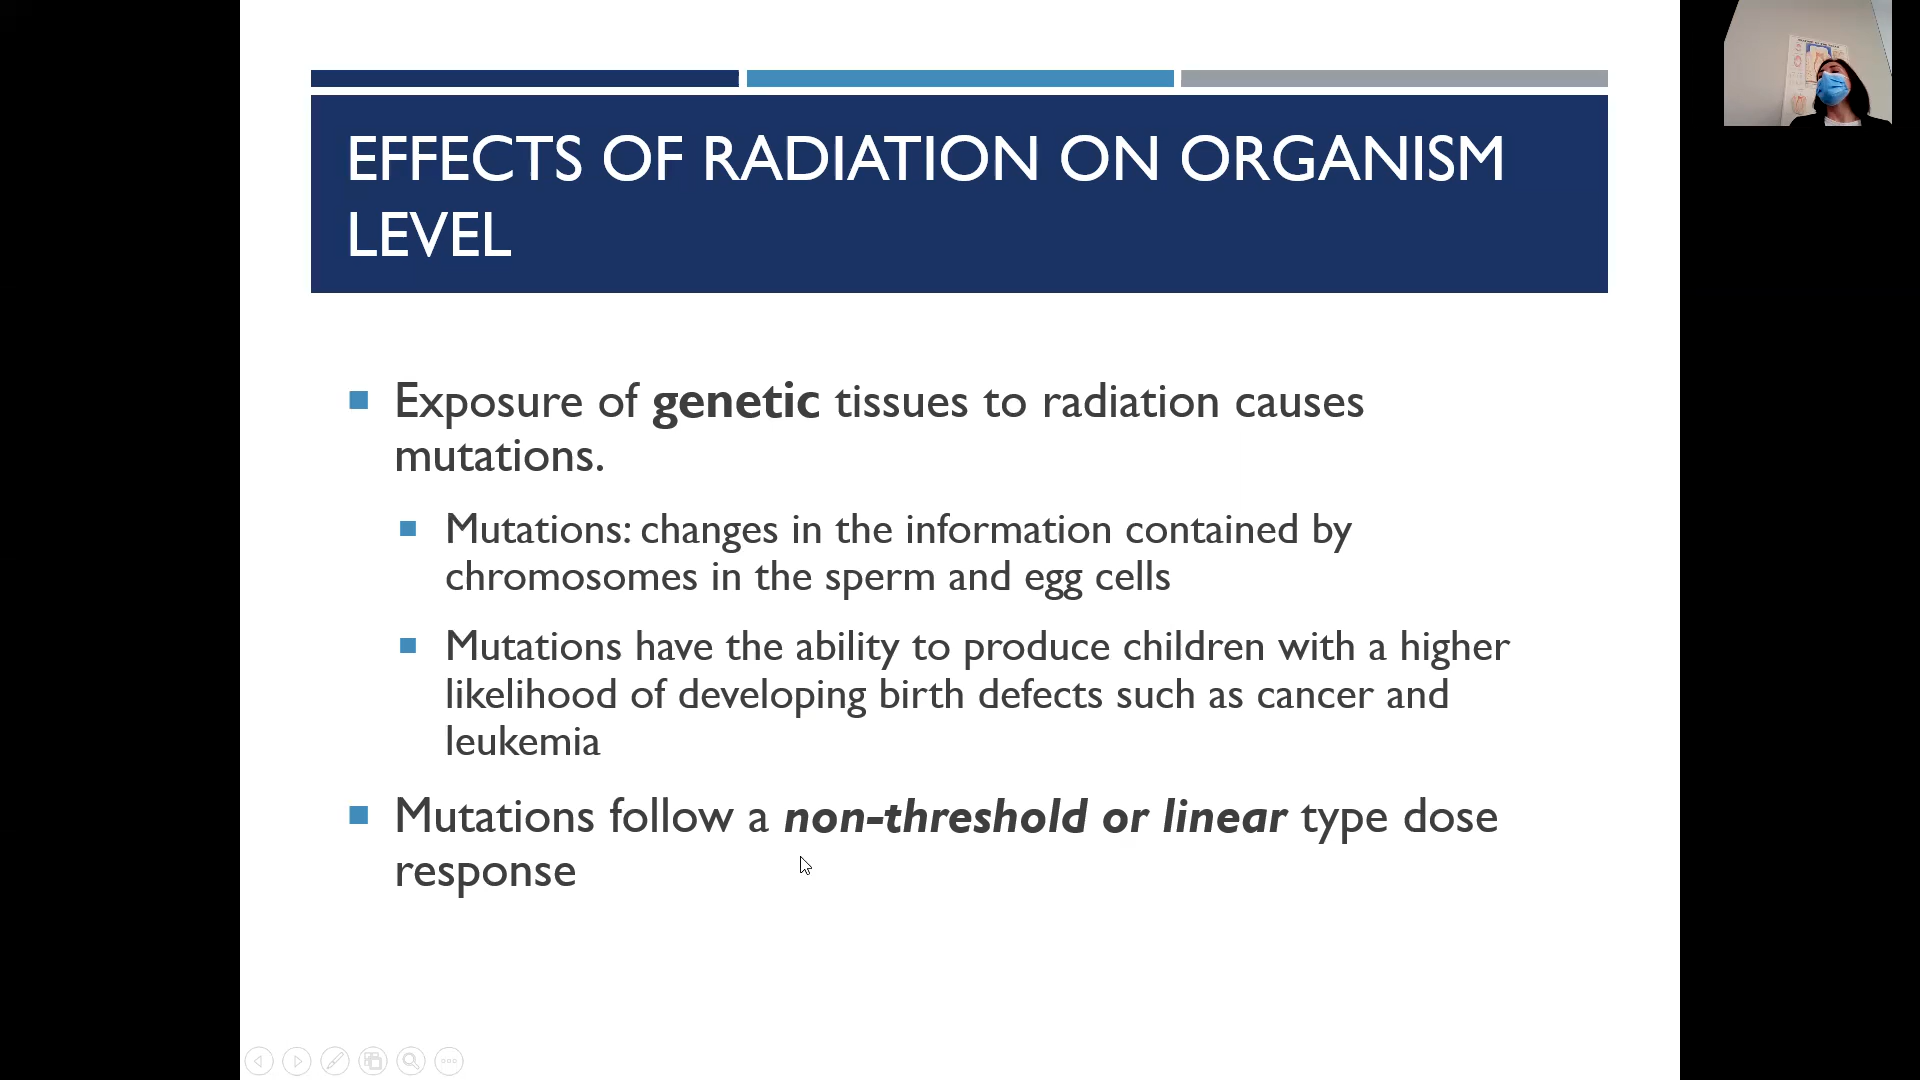 EFFECTS OF RADIATION ON ORGANISM
LEVEL
Exposure of genetic tissues to radiation causes
mutations.
Mutations: changes in the information contained by
chromosomes in the sperm and egg cells
Mutations have the ability to produce children with a higher
likelihood of developing birth defects such as cancer and
leukemia
Mutations follow a non-threshold or linear type dose
response